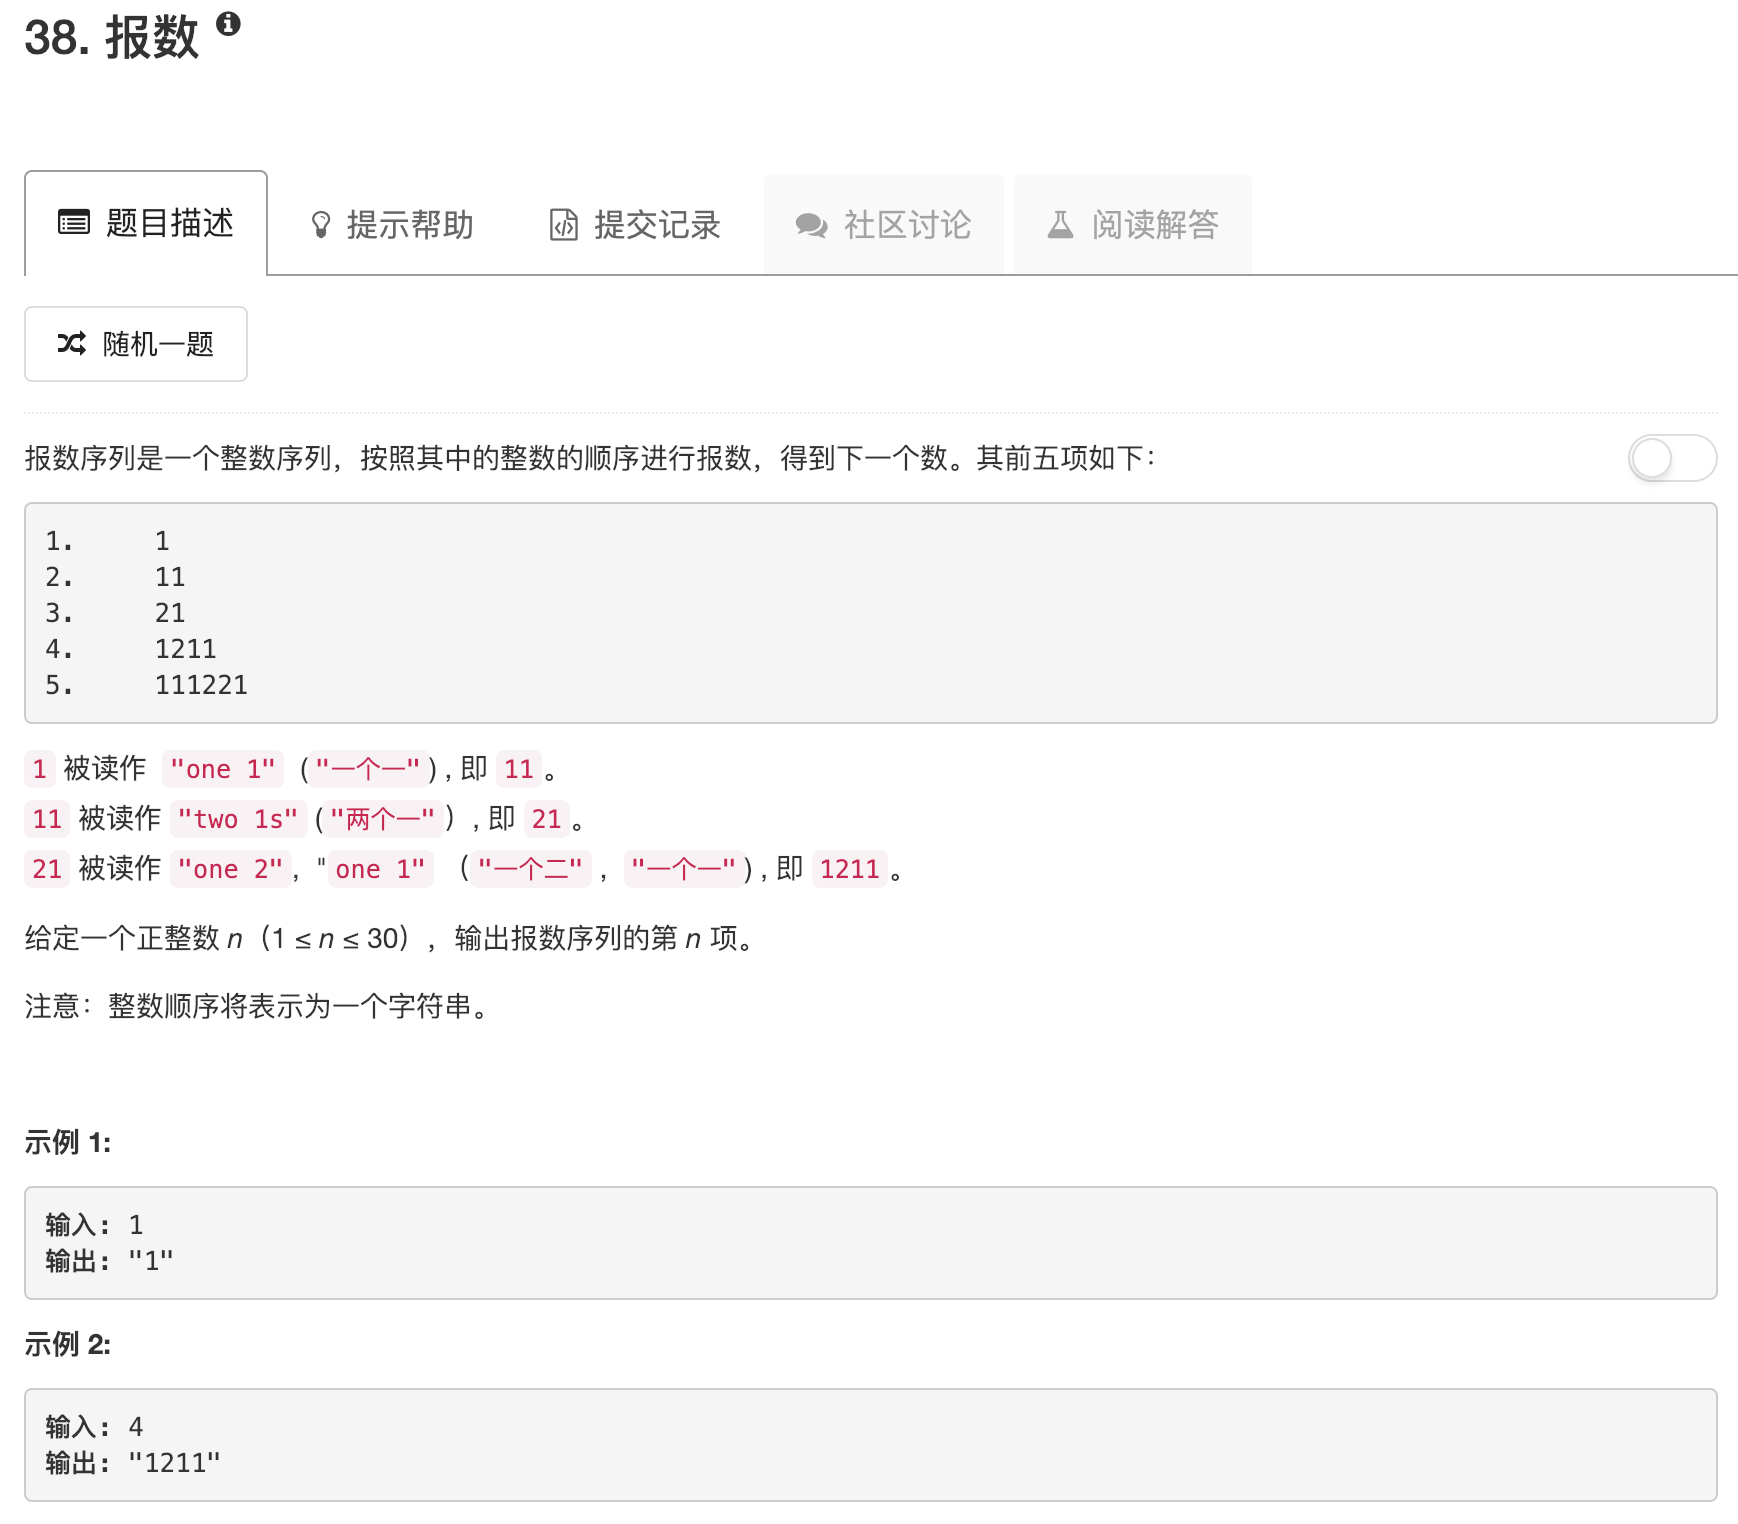 38. 报数
题目描述
提示帮助
提交记录
社区讨论
阅读解答
随机一题
报数序列是一个整数序列，按照其中的整数的顺序进行报数，得到下一个数。其前五项如下：
1.     1
2.     11
3.     21
4.     1211
5.     111221
1 被读作 "one 1" ("一个一") , 即 11。
11 被读作 "two 1s" ("两个一"）, 即 21。
21 被读作 "one 2", "one 1" （"一个二" , "一个一") , 即 1211。
给定一个正整数 n（1 ≤ n ≤ 30），输出报数序列的第 n 项。
注意：整数顺序将表示为一个字符串。
示例 1:
输入: 1
输出: "1"
示例 2:
输入: 4
输出: "1211"